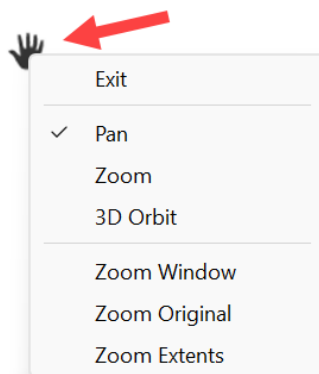 Exit
Pan
Zoom
3D Orbit
Zoom Window
Zoom Original
Zoom Extents